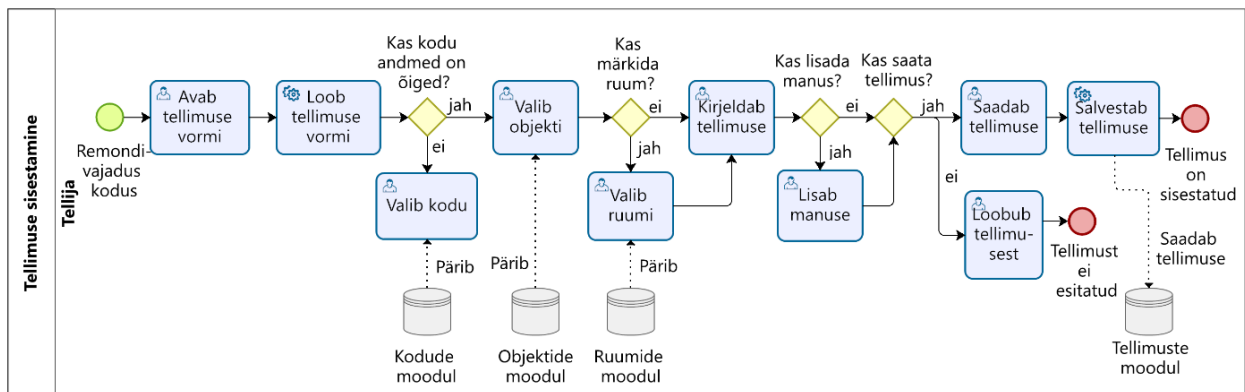 Tellimuse sisestamine
Tellija
Remondi-
vajadus
kodus
Avab
tellimuse
vormi
Loob
tellimuse
vormi
Kas kodu
andmed on
õiged?
jah
ei
Valib kodu
Pärib
Kodude
moodul
Valib
objekti
Pärib
Objektide
moodul
Kas
märkida
ruum?
ei
jah
Valib
ruumi
Pärib
Ruumide
moodul
Kirjeldab
tellimuse
Kas lisada
manus?
ei
jah
Lisab
manuse
Kas saata
tellimus?
jah
ei
Saadab
tellimuse
Salvestab
tellimuse
Tellimus
on
sisestatud
Loobub
tellimu-
sest
Tellimust
ei
esitatud
Saadab
tellimuse
Tellimuste
moodul